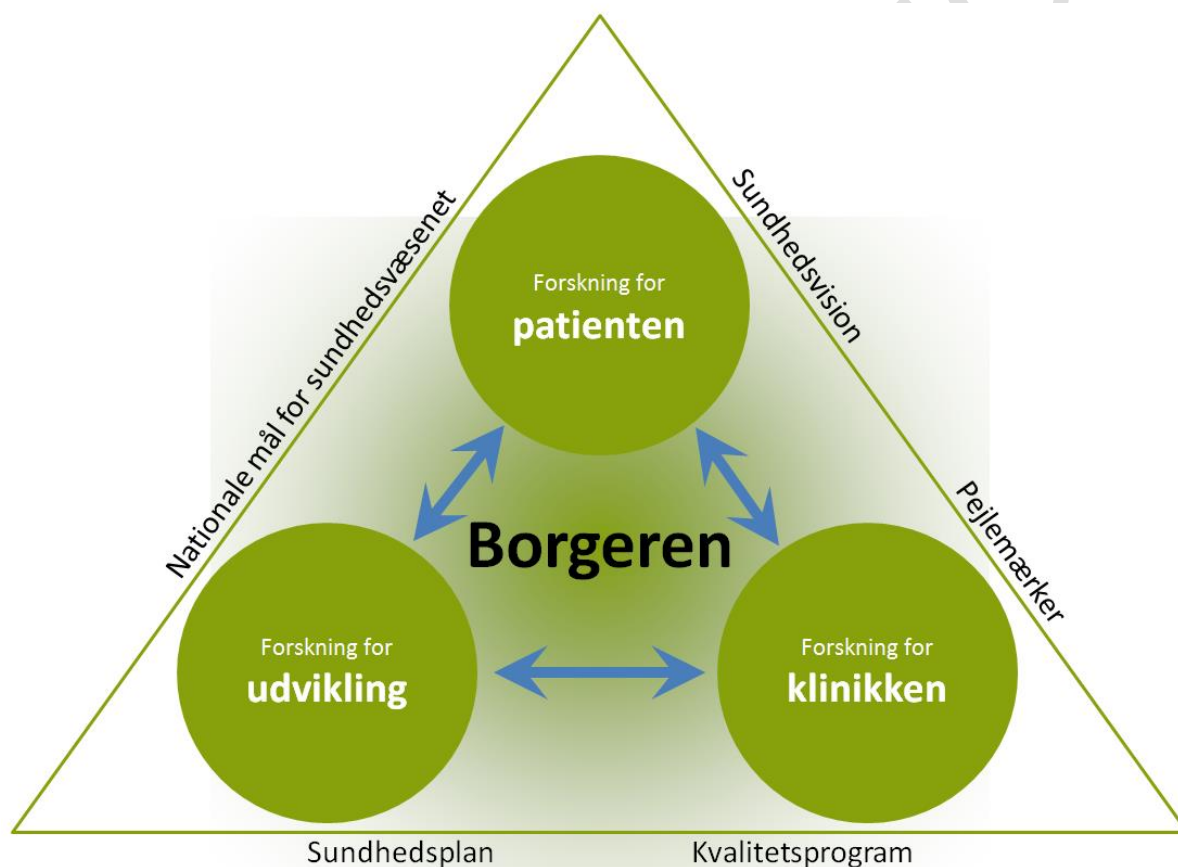 Nationale mål for sundhedsvæsenet
Sundhedsvision
Pejlemærker
Forskning for
patienten
Borgeren
Forskning for
udvikling
Forskning for
klinikken
Sundhedsplan
Kvalitetsprogram